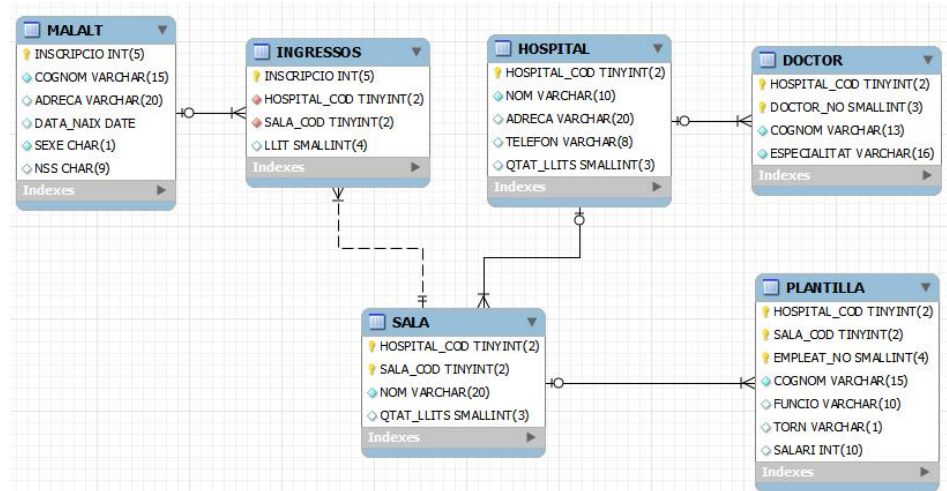 MALALT
INSCRIPCIO INT(5)
COGNOM VARCHAR(15)
ADRECA VARCHAR(20)
DATA_NAIX DATE
SEXE CHAR(1)
NSS CHAR(9)
Indexes
INGRESSOS
INSCRIPCIO INT(5)
HOSPITAL_COD TINYINT(2)
SALA_COD TINYINT(2)
LLIT SMALLINT(4)
Indexes
HOSPITAL
HOSPITAL_COD TINYINT(2)
NOM VARCHAR(10)
ADRECA VARCHAR(20)
TELEFON VARCHAR(8)
QTAT_LLITS SMALLINT(3)
Indexes
DOCTOR
HOSPITAL_COD TINYINT(2)
DOCTOR_NO SMALLINT(3)
COGNOM VARCHAR(13)
ESPECIALITAT VARCHAR(16)
Indexes
SALA
HOSPITAL_COD TINYINT(2)
SALA_COD TINYINT(2)
NOM VARCHAR(20)
QTAT_LLITS SMALLINT(3)
Indexes
PLANTILLA
HOSPITAL_COD TINYINT(2)
SALA_COD TINYINT(2)
EMPLEAT_NO SMALLINT(4)
COGNOM VARCHAR(15)
FUNCIO VARCHAR(10)
TORN VARCHAR(1)
SALARI INT(10)
Indexes